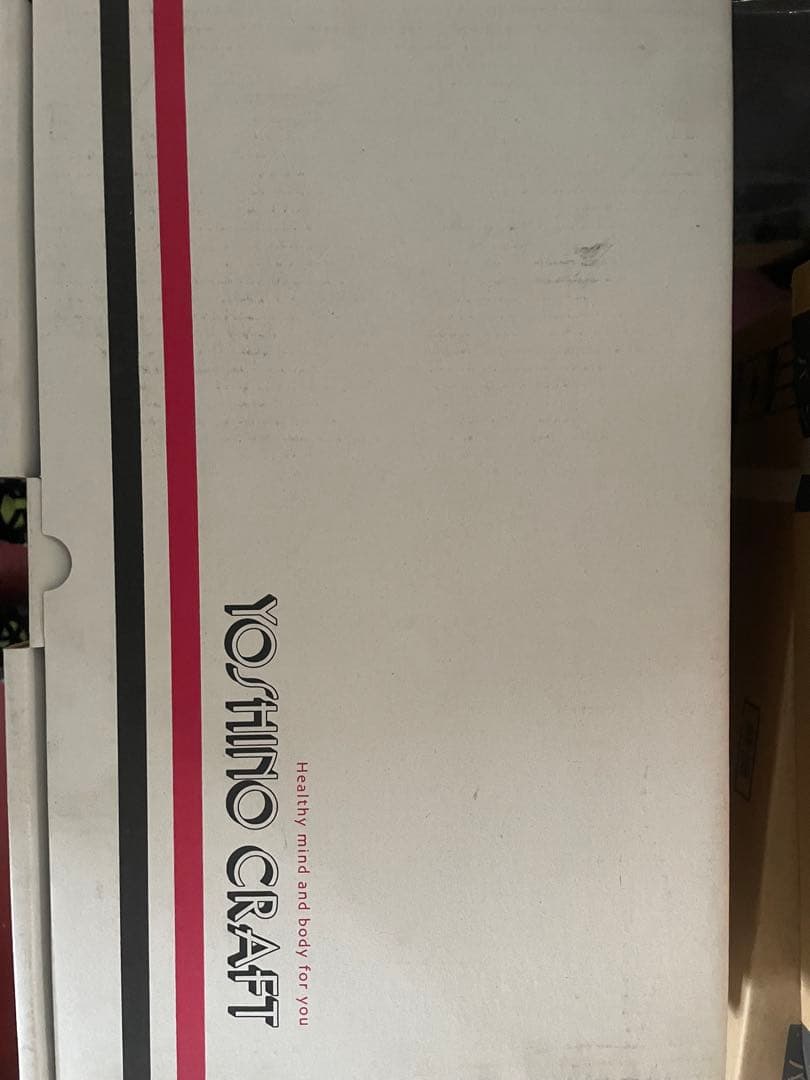 Healthy mind and body for you
YOSHINO CRAFT